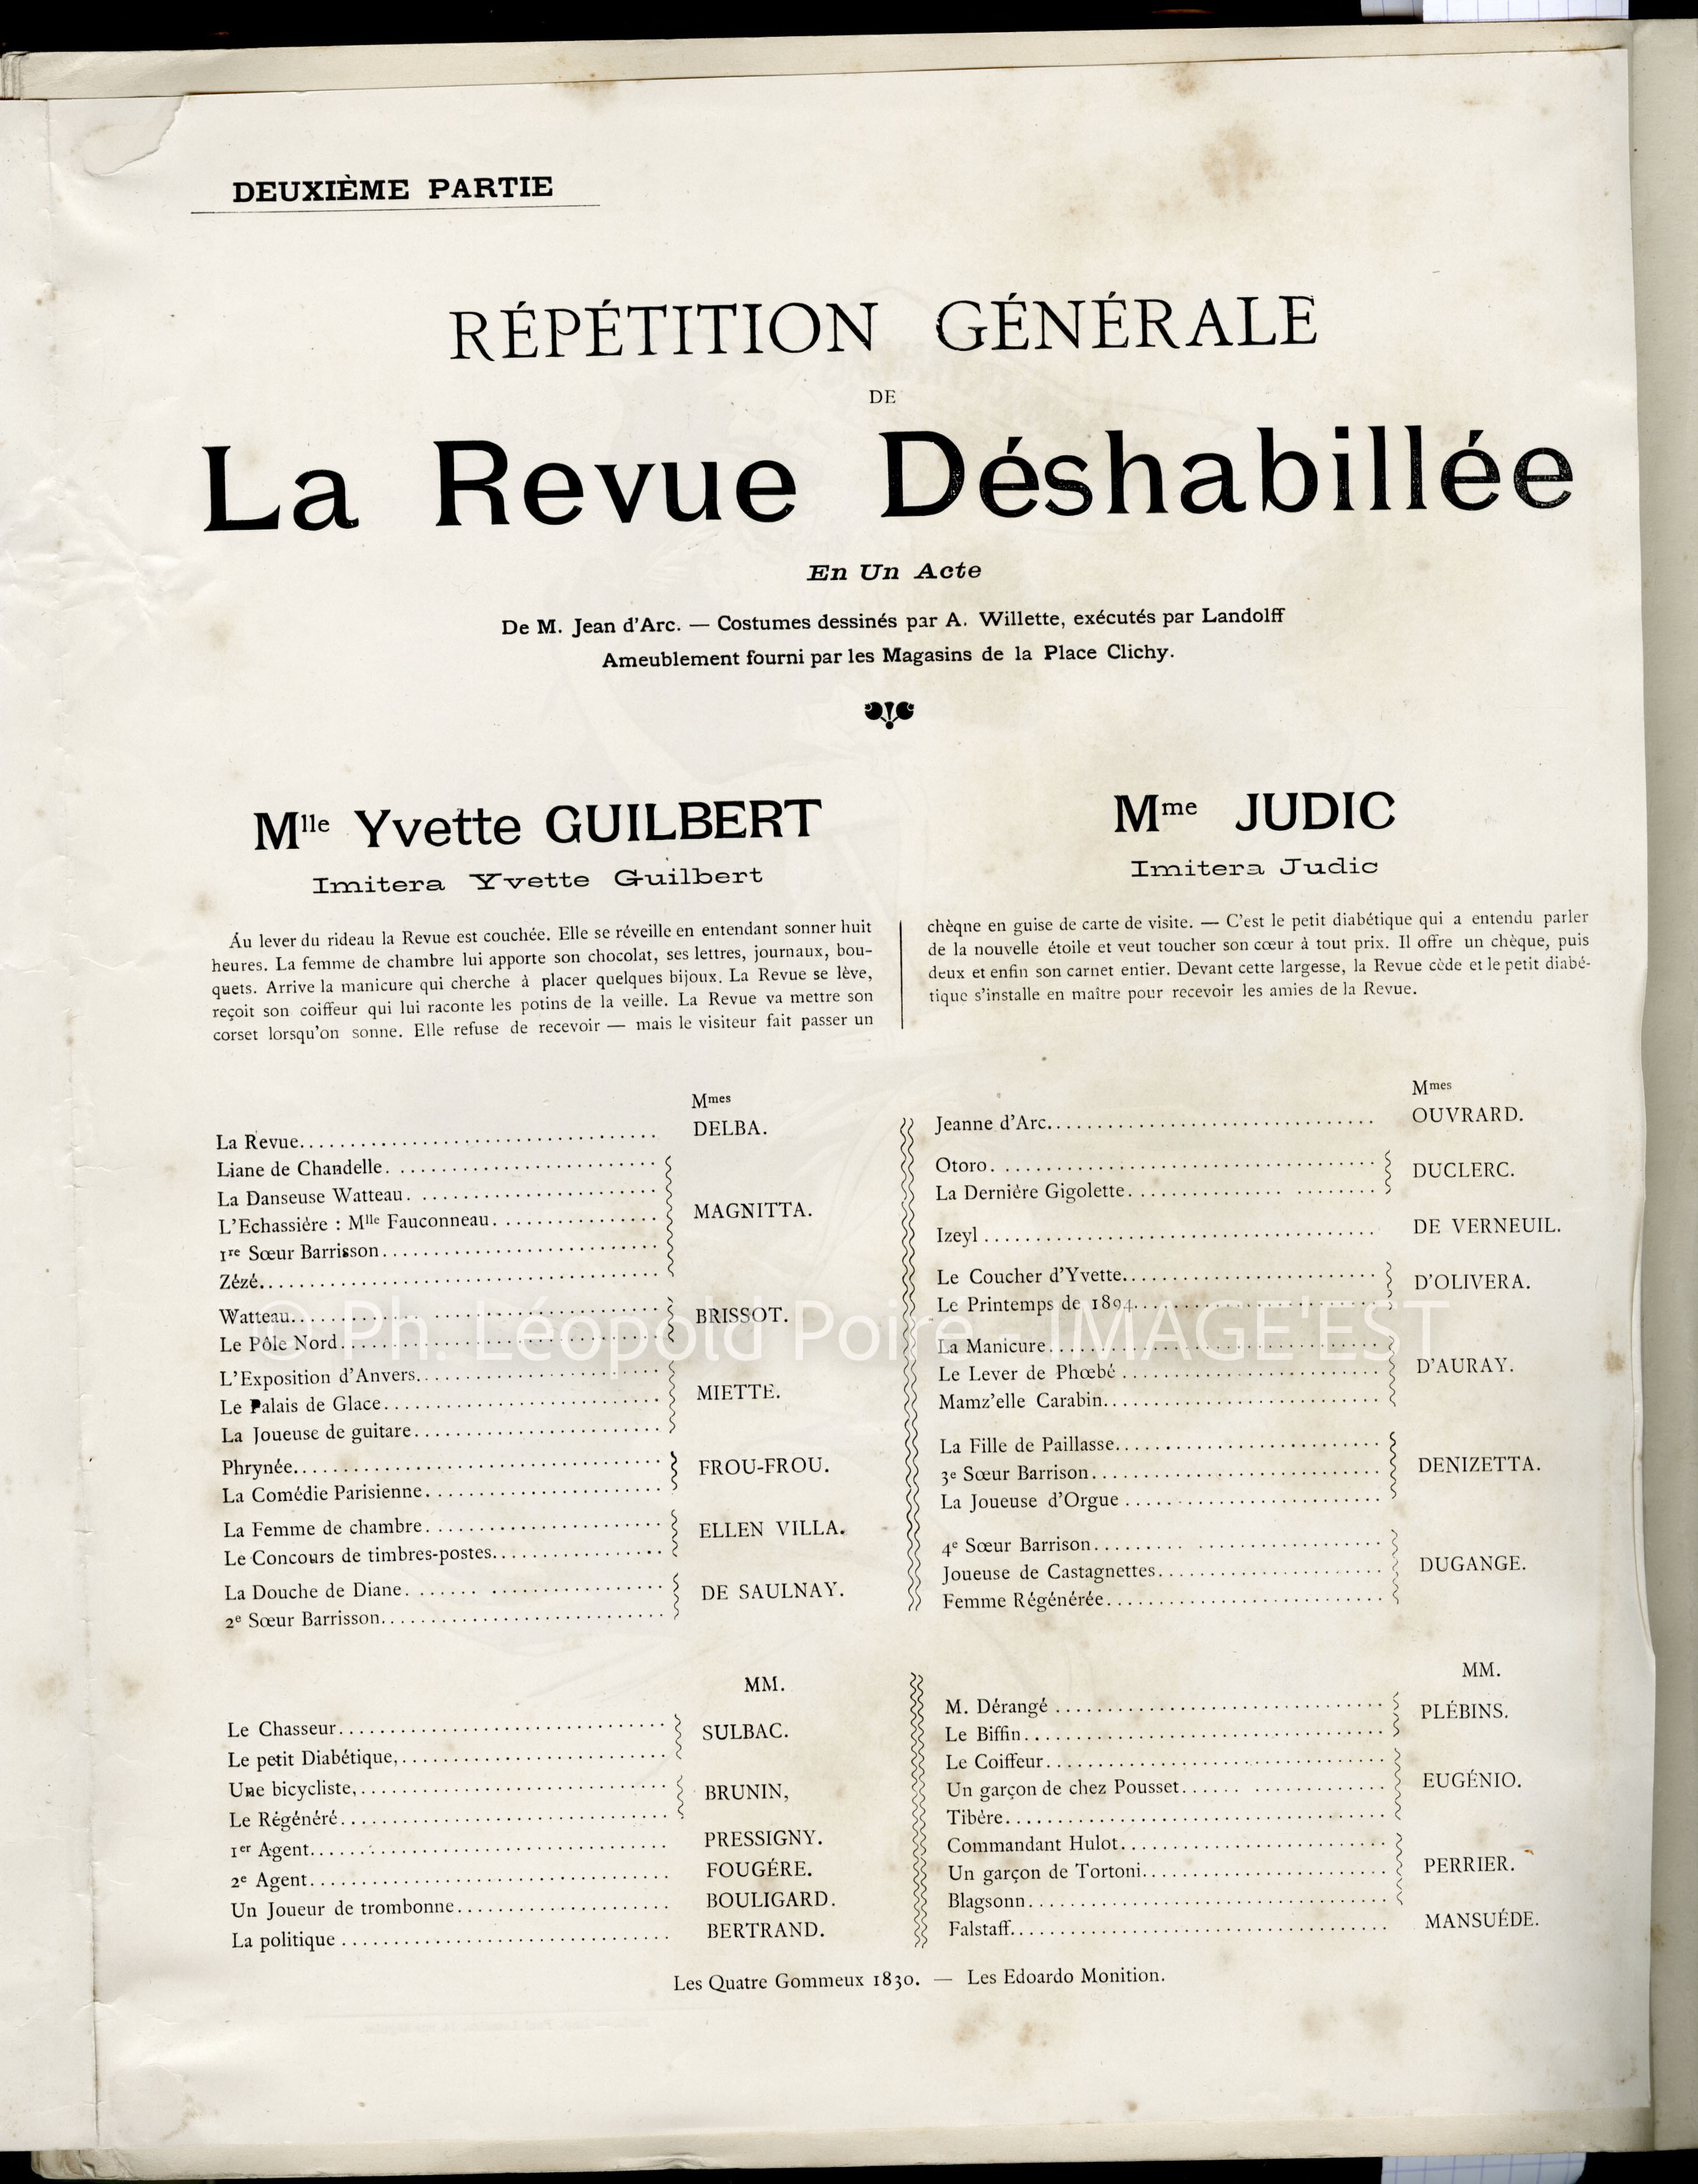 DEUXIÈME PARTIE
RÉPÉTITION GÉNÉRALE
DE
La Revue Déshabillée
En Un Acte
De M. Jean d'Arc. — Costumes dessinés par A. Willette, exécutés par Landolff
Ameublement fourni par les Magasins de la Place Clichy.
Mlle Yvette GUILBERT
Imitera Yvette Guilbert
Au lever du rideau la Revue est couchée. Elle se réveille en entendant sonner huit
heures. La femme de chambre lui apporte son chocolat, ses lettres, journaux, bou-
quets. Arrive la manicure qui cherche à placer quelques bijoux. La Revue se lève,
reçoit son coiffeur qui lui raconte les potins de la veille. La Revue va mettre son
corset lorsqu'on sonne. Elle refuse de recevoir — mais le visiteur fait passer un
Mme JUDIC
Imitera Judic
chèqne en guise de carte de visite. — C'est le petit diabétique qui a entendu parler
de la nouvelle étoile et veut toucher son cœur à tout prix. Il offre un chèque, puis
deux et enfin son carnet entier. Devant cette largesse, la Revue cède et le petit diabé-
tique s'installe en maître pour recevoir les amies de la Revue.
Mmes
La Revue DELBA.
Liane de Chandelle
La Danseuse Watteau
L'Echassière : Mlle Fauconneau MAGNITTA.
1re Sœur Barrisson
Zézé
Watteau BRISSOT.
Le Pôle Nord
L'Exposition d'Anvers
Le Palais de Glace MIETTE.
La Joueuse de guitare
Phrynée FROU-FROU.
La Comédie Parisienne
La Femme de chambre ELLEN VILLA.
Le Concours de timbres-postes
La Douche de Diane DE SAULNAY.
2e Sœur Barrisson
Mmes
Jeanne d'Arc OUVRARD.
Otoro DUCLERC.
La Dernière Gigolette
Izeyl DE VERNEUIL.
Le Coucher d'Yvette D'OLIVERA.
Le Printemps de 1894
La Manicure
Le Lever de Phœbé D'AURAY.
Mamz'elle Carabin
La Fille de Paillasse
3e Sœur Barrison DENIZETTA.
La Joueuse d'Orgue
4e Sœur Barrison
Joueuse de Castagnettes DUGANGE.
Femme Régénérée
MM.
Le Chasseur SULBAC.
Le petit Diabétique,
Une bicycliste, BRUNIN,
Le Régénéré
1er Agent PRESSIGNY.
2e Agent FOUGÉRE.
Un Joueur de trombonne BOULIGARD.
La politique BERTRAND.
MM.
M. Dérangé PLÉBINS.
Le Biffin
Le Coiffeur
Un garçon de chez Pousset EUGÉNIO.
Tibère
Commandant Hulot
Un garçon de Tortoni PERRIER.
Blagsonn
Falstaff MANSUÉDE.
Les Quatre Gommeux 1830. — Les Edoardo Monition.
© Ph. Léopold Poiré - IMAGE'EST